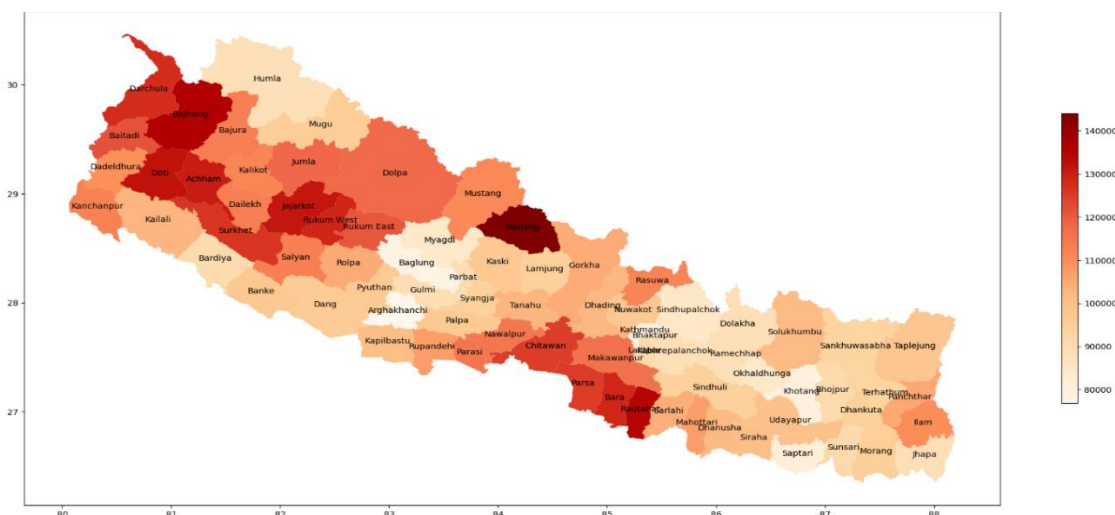 30
29
28
27
80
81
82
83
84
85
86
87
88
140000
130000
120000
110000
100000
90000
80000
Humla
Darchula
Bajhang
Mugu
Baitadi
Bajura
Jumla
Dadeldhura
Doti
Achham
Kalikot
Dolpa
Mustang
Kanchanpur
Kailali
Dailekh
Jajarkot
Rukum West
Rukum East
Surkhet
Manang
Myagdi
Bardiya
Salyan
Rolpa
Baglung
Kaski
Lamjung
Gorkha
Parbat
Rasuwa
Banke
Dang
Pyuthan
Gulmi
Syangja
Tanahu
Dhading
Nuwakot
Sindhupalchok
Arghakhanchi
Palpa
Kathmandu
Bhaktapur
Dolakha
Solukhumbu
Kapilbastu
Rupandehi
Parasi
Nawalpur
Chitawan
Makawanpur
Ramechhap
Sankhuwasabha
Taplejung
Okhaldhunga
Parsa
Bara
Rautahat
Sarlahi
Sindhuli
Khotang
Bhojpur
Terhathum
Panchthar
Mahottari
Dhanusha
Siraha
Udayapur
Dhankuta
Ilam
Saptari
Sunsari
Morang
Jhapa